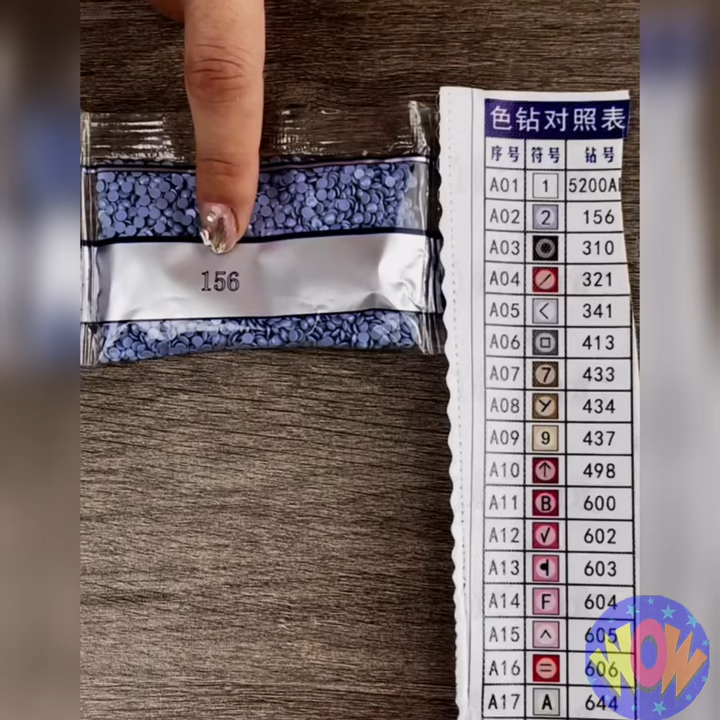 156
色钻对照表
序号 符号 钻号
A01 1 5200A
A02 2 156
A03 310
A04 321
A05 < 341
A06 413
A07 7 433
A08 Y 434
A09 9 437
A10 ↑ 498
A11 B 600
A12 √ 602
A13 ¶ 603
A14 F 604
A15 ^ 605
A16 = 606
A17 A 644
WOW